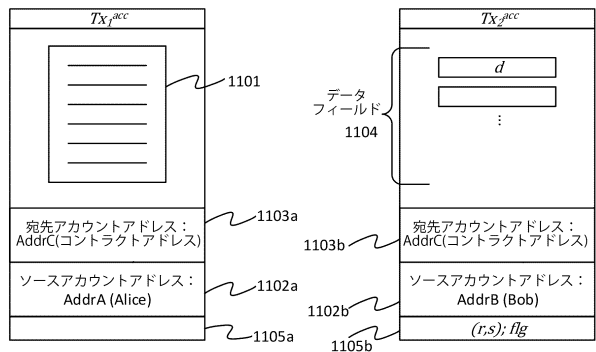 Tx₁ᵃᶜᶜ
1101
宛先アカウントアドレス：
AddrC(コントラクトアドレス)
1103a
ソースアカウントアドレス：
AddrA (Alice)
1102a
1105a
Tx₂ᵃᶜᶜ
d
データ
フィールド
1104
⋮
宛先アカウントアドレス：
AddrC(コントラクトアドレス)
1103b
ソースアカウントアドレス：
AddrB (Bob)
1102b
(r,s); flg
1105b